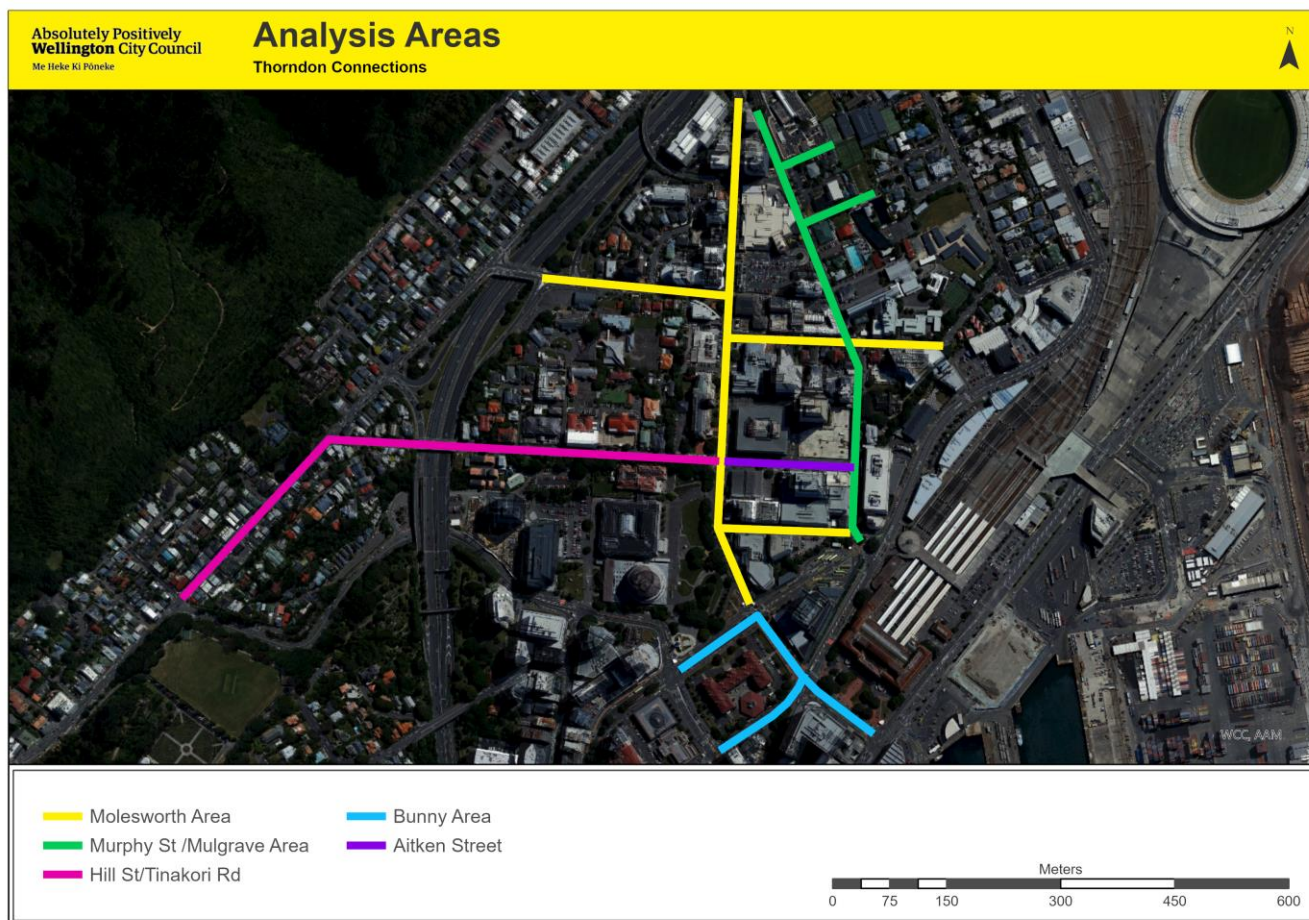 Absolutely Positively
Wellington City Council
Me Heke Ki Pōneke
Analysis Areas
Thorndon Connections
N
WCC, AAM
Molesworth Area
Murphy St /Mulgrave Area
Hill St/Tinakori Rd
Bunny Area
Aitken Street
Meters
0 75 150 300 450 600